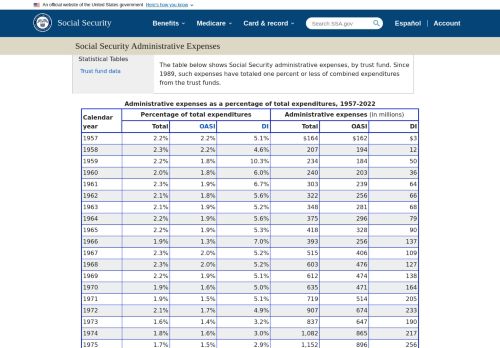 An official website of the United States government Here's how you know
Social Security
Benefits Medicare Card & record Search SSA.gov Español Account
Social Security Administrative Expenses
Statistical Tables
Trust fund data
The table below shows Social Security administrative expenses, by trust fund. Since
1989, such expenses have totaled one percent or less of combined expenditures
from the trust funds.
Administrative expenses as a percentage of total expenditures, 1957-2022
Calendar year Percentage of total expenditures Administrative expenses (in millions)
Total OASI DI Total OASI DI
1957 2.2% 2.2% 5.1% $164 $162 $3
1958 2.3% 2.2% 4.6% 207 194 12
1959 2.2% 1.8% 10.3% 234 184 50
1960 2.0% 1.8% 6.0% 240 203 36
1961 2.3% 1.9% 6.7% 303 239 64
1962 2.1% 1.8% 5.6% 322 256 66
1963 2.1% 1.9% 5.2% 348 281 68
1964 2.2% 1.9% 5.6% 375 296 79
1965 2.2% 1.9% 5.3% 418 328 90
1966 1.9% 1.3% 7.0% 393 256 137
1967 2.3% 2.0% 5.2% 515 406 109
1968 2.3% 2.0% 5.2% 603 476 127
1969 2.2% 1.9% 5.1% 612 474 138
1970 1.9% 1.6% 5.0% 635 471 164
1971 1.9% 1.5% 5.1% 719 514 205
1972 2.1% 1.7% 4.9% 907 674 233
1973 1.6% 1.4% 3.2% 837 647 190
1974 1.8% 1.6% 3.0% 1,082 865 217
1975 1.7% 1.5% 2.9% 1,152 896 256